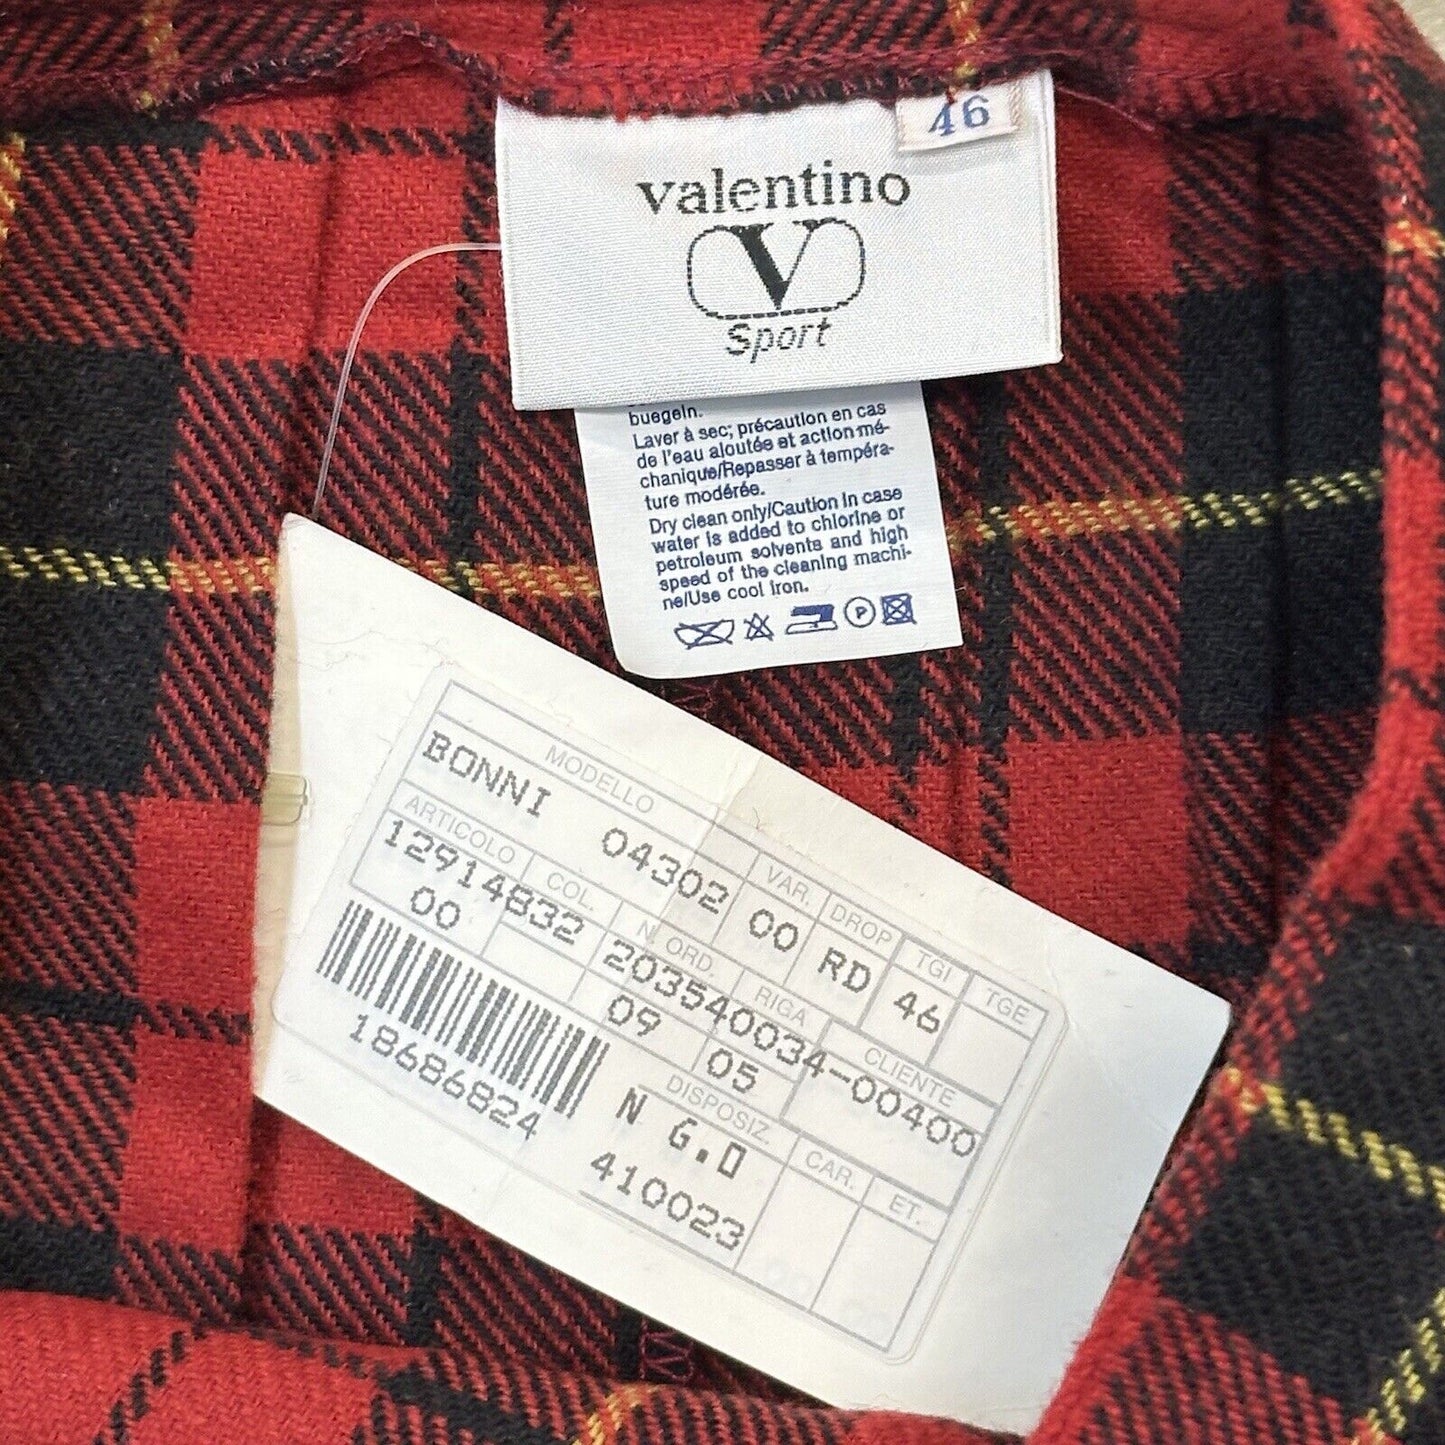 46
valentino
V
Sport
buegeln.
Laver à sec; précaution en cas
de l'eau aloutée et action mé-
chanique/Repasser à tempéra-
ture modérée.
Dry clean only/Caution in case
water is added to chlorine or
petroleum solvents and high
speed of the cleaning machi-
ne/Use cool iron.
P
MODELLO VAR. DROP TGI TGE
BONNI 04302 00 RD 46
ARTICOLO COL. N. ORD. RIGA CLIENTE
12914832 203540034-00400
00 09 05
DISPOSIZ. CAR. ET.
N 6.0
18686824 410023